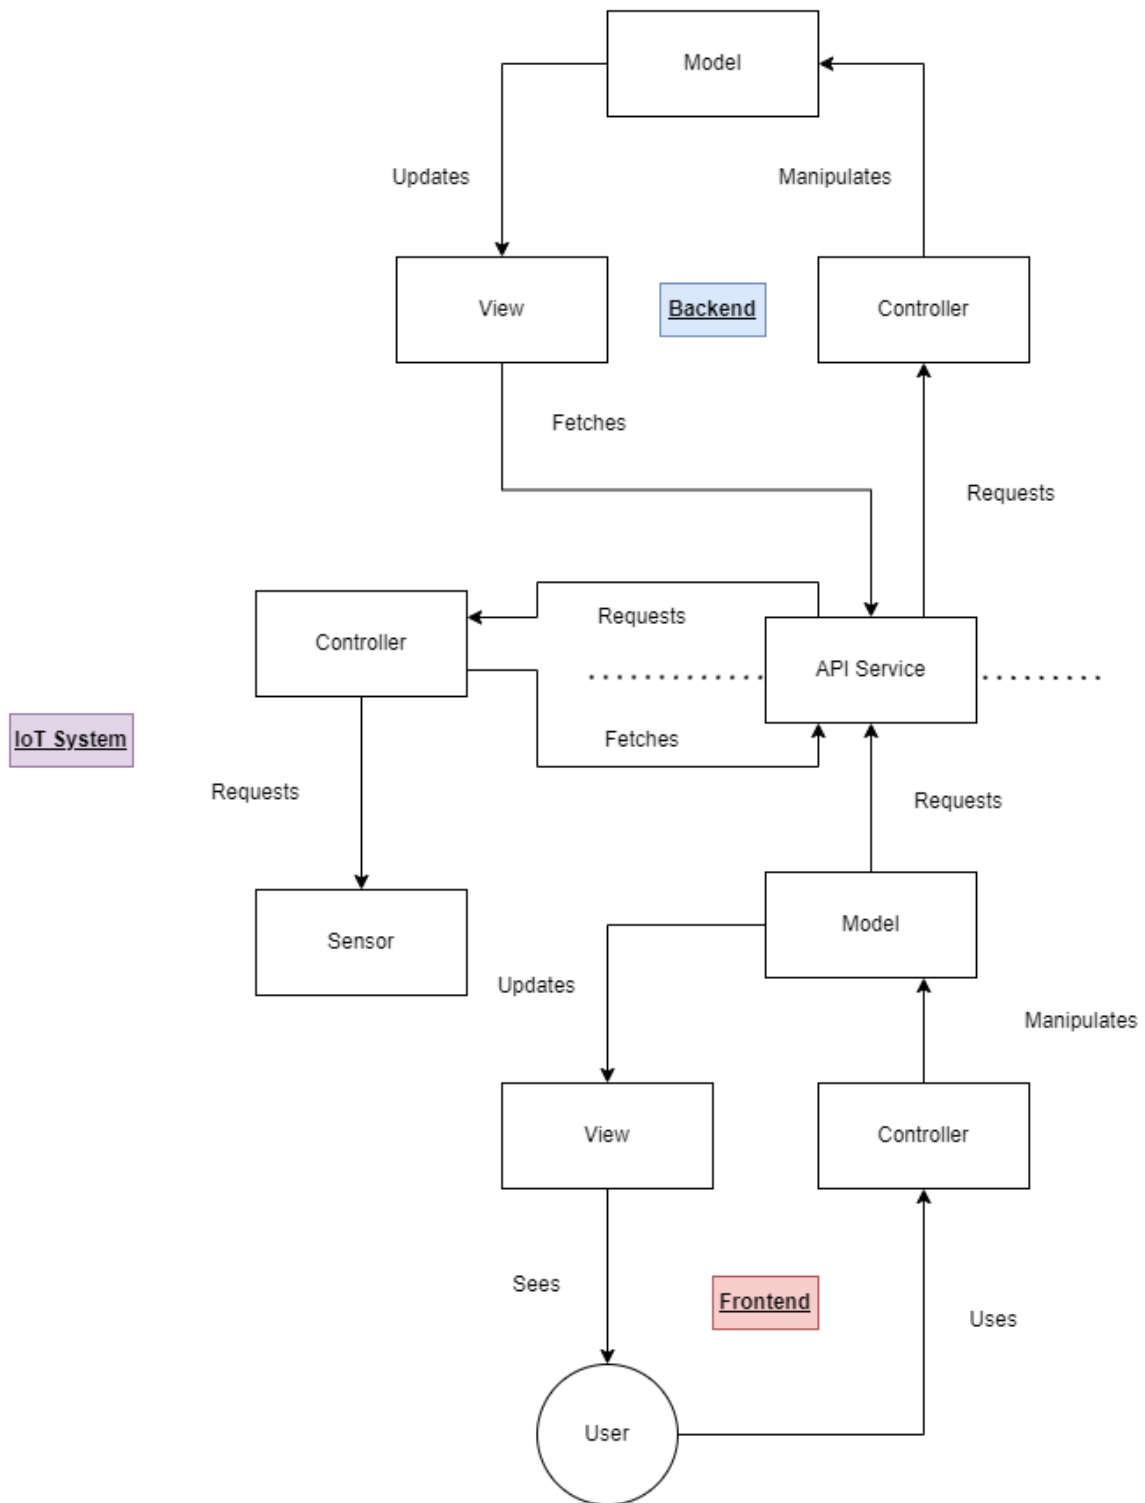 Model
Updates
Manipulates
View
Backend
Controller
Fetches
Requests
Controller
Requests
API Service
IoT System
Fetches
Requests
Requests
Sensor
Model
Updates
Manipulates
View
Controller
Sees
Frontend
Uses
User